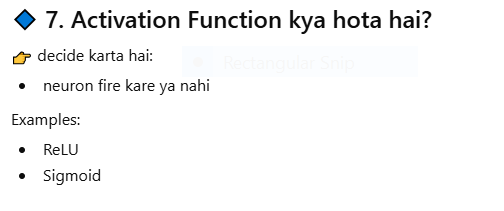 🔷 7. Activation Function kya hota hai?
👉 decide karta hai:
• neuron fire kare ya nahi
Examples:
• ReLU
• Sigmoid
Rectangular Snip